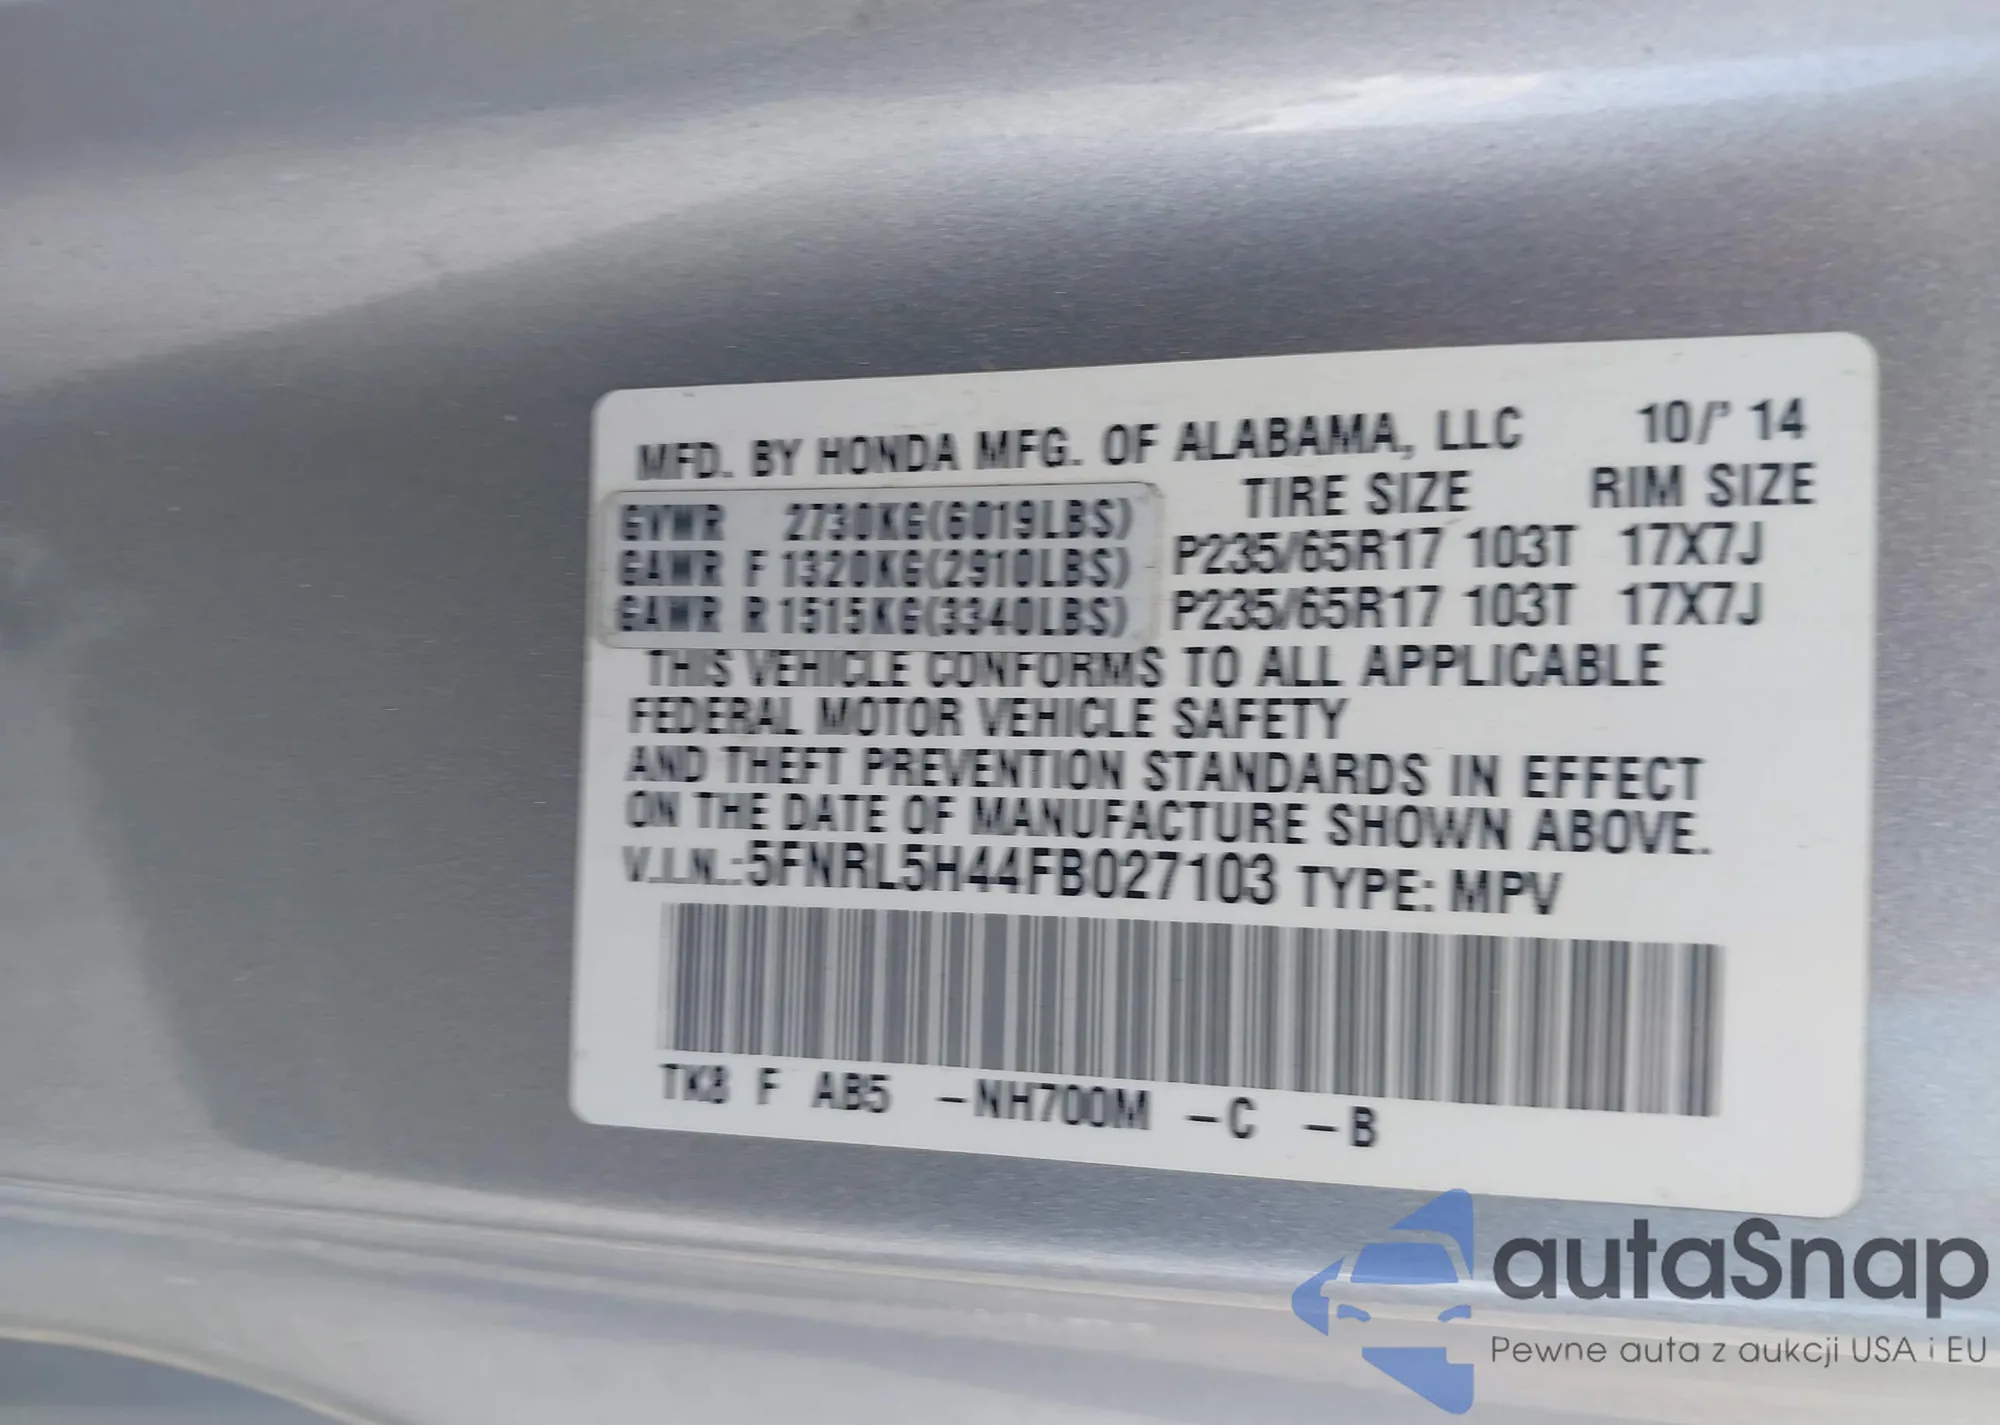 MFD. BY HONDA MFG. OF ALABAMA, LLC 10/' 14
TIRE SIZE RIM SIZE
GVWR 2730KG(6019LBS)
GAWR F 1320KG(2910LBS) P235/65R17 103T 17X7J
GAWR R 1515KG(3340LBS) P235/65R17 103T 17X7J
THIS VEHICLE CONFORMS TO ALL APPLICABLE
FEDERAL MOTOR VEHICLE SAFETY
AND THEFT PREVENTION STANDARDS IN EFFECT
ON THE DATE OF MANUFACTURE SHOWN ABOVE.
V.I.N.:5FNRL5H44FB027103 TYPE: MPV
TK8 F AB5 -NH700M -C -B
autaSnap
Pewne auta z aukcji USA i EU